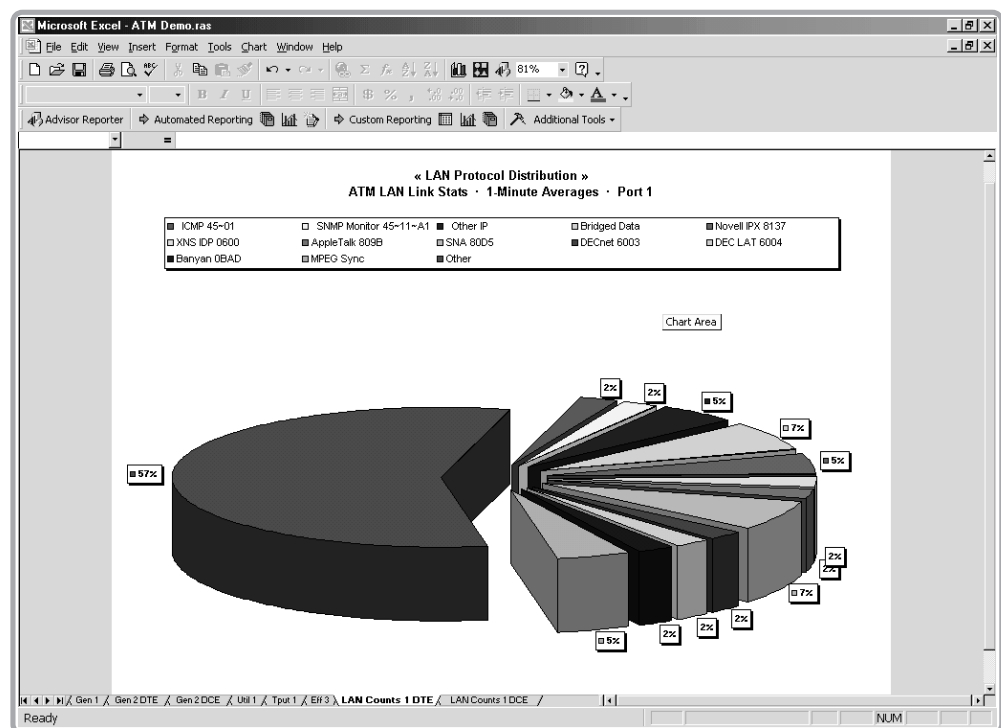 Microsoft Excel - ATM Demo.ras
File Edit View Insert Format Tools Chart Window Help
81%
B I U
$ % ,
Advisor Reporter Automated Reporting Custom Reporting Additional Tools
=
« LAN Protocol Distribution »
ATM LAN Link Stats · 1-Minute Averages · Port 1
ICMP 45~01 SNMP Monitor 45~11~A1 Other IP Bridged Data Novell IPX 8137
XNS IDP 0600 AppleTalk 809B SNA 80D5 DECnet 6003 DEC LAT 6004
Banyan 0BAD MPEG Sync Other
Chart Area
2%
2%
5%
7%
5%
57%
2%
2%
7%
2%
2%
2%
5%
Gen 1 Gen 2 DTE Gen 2 DCE Util 1 Tput 1 Eff 3 LAN Counts 1 DTE LAN Counts 1 DCE
Ready NUM